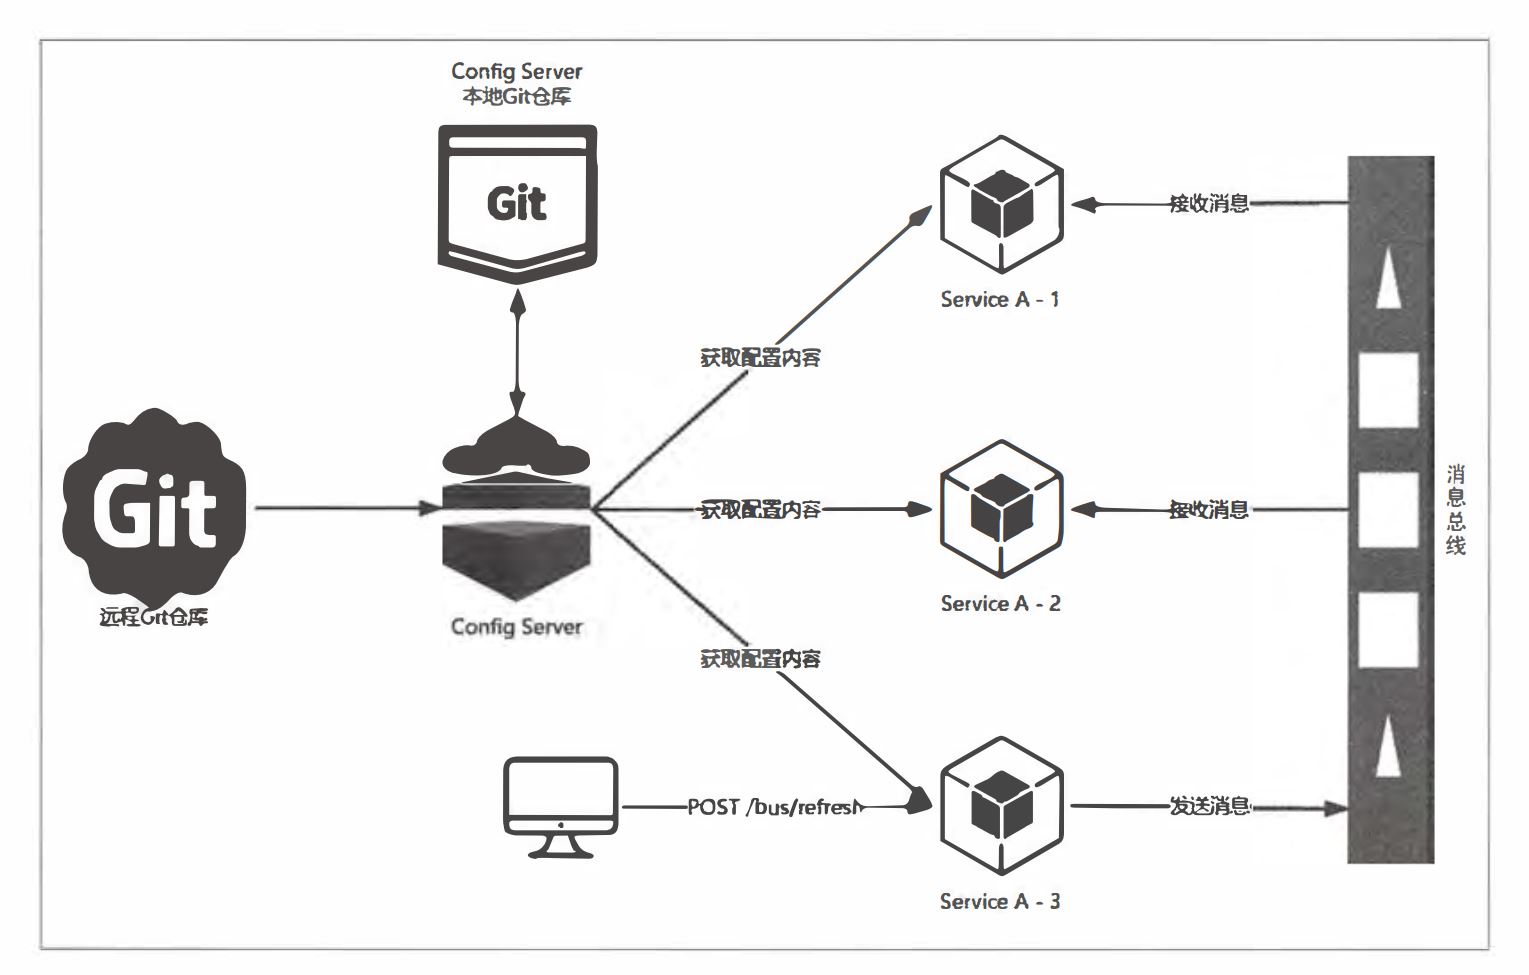 Config Server
本地Git仓库
Git
接收消息
Service A - 1
获取配置内容
Git
远程Git仓库
Config Server
获取配置内容
接收消息
Service A - 2
消息总线
获取配置内容
POST /bus/refresh
发送消息
Service A - 3